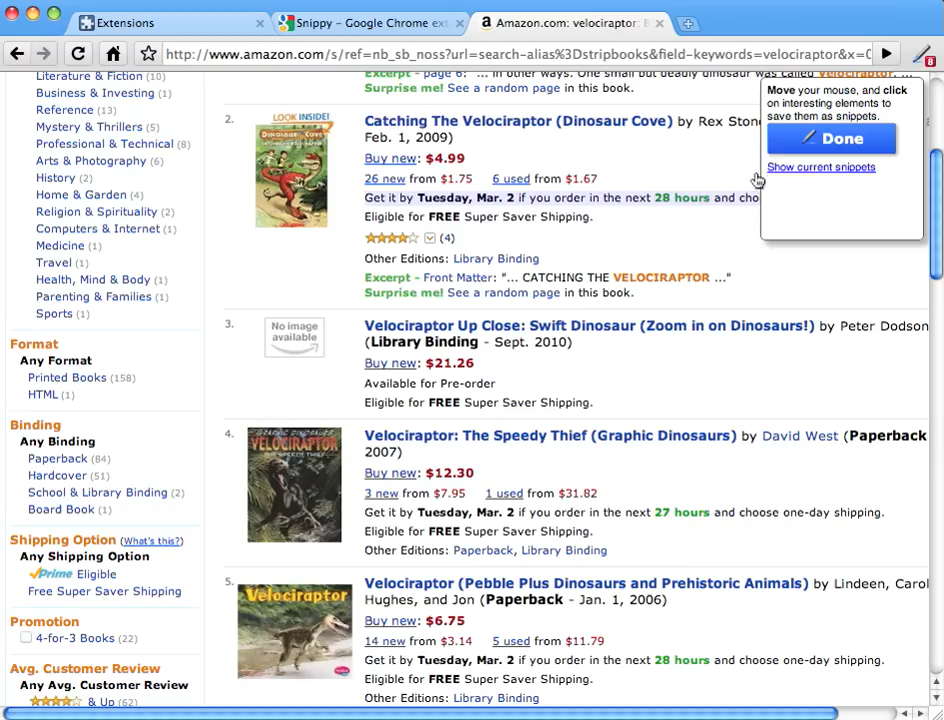 Extensions
Snippy – Google Chrome ext
Amazon.com: velociraptor: B
http://www.amazon.com/s/ref=nb_sb_noss?url=search-alias%3Dstripbooks&field-keywords=velociraptor&x=0
8
Literature & Fiction (10)
Business & Investing (1)
Reference (13)
Mystery & Thrillers (5)
Professional & Technical (8)
Arts & Photography (6)
History (2)
Home & Garden (4)
Religion & Spirituality (2)
Computers & Internet (1)
Medicine (1)
Travel (1)
Health, Mind & Body (1)
Parenting & Families (1)
Sports (1)
Format
Any Format
Printed Books (158)
HTML (1)
Binding
Any Binding
Paperback (84)
Hardcover (51)
School & Library Binding (2)
Board Book (1)
Shipping Option (What's this?)
Any Shipping Option
Prime Eligible
Free Super Saver Shipping
Promotion
4-for-3 Books (22)
Avg. Customer Review
Any Avg. Customer Review
& Up (62)
Excerpt - page 6: "... In other ways. One small but deadly dinosaur was called velociraptor. ...
Surprise me! See a random page in this book.
2.
LOOK INSIDE!
DINOSAUR COVE
Catching The Velociraptor (Dinosaur Cove) by Rex Stone
Feb. 1, 2009)
Buy new: $4.99
26 new from $1.75 6 used from $1.67
Get it by Tuesday, Mar. 2 if you order in the next 28 hours and choo
Eligible for FREE Super Saver Shipping.
(4)
Other Editions: Library Binding
Excerpt - Front Matter: "... CATCHING THE VELOCIRAPTOR ..."
Surprise me! See a random page in this book.
3.
No image
available
Velociraptor Up Close: Swift Dinosaur (Zoom in on Dinosaurs!) by Peter Dodson
(Library Binding - Sept. 2010)
Buy new: $21.26
Available for Pre-order
Eligible for FREE Super Saver Shipping.
4.
GRAPHIC DINOSAURS
VELOCIRAPTOR
THE SPEEDY THIEF
Velociraptor: The Speedy Thief (Graphic Dinosaurs) by David West (Paperback
2007)
Buy new: $12.30
3 new from $7.95 1 used from $31.82
Get it by Tuesday, Mar. 2 if you order in the next 27 hours and choose one-day shipping.
Eligible for FREE Super Saver Shipping.
Other Editions: Paperback, Library Binding
5.
Velociraptor
Velociraptor (Pebble Plus Dinosaurs and Prehistoric Animals) by Lindeen, Carol
Hughes, and Jon (Paperback - Jan. 1, 2006)
Buy new: $6.75
14 new from $3.14 5 used from $11.79
Get it by Tuesday, Mar. 2 if you order in the next 28 hours and choose one-day shipping.
Eligible for FREE Super Saver Shipping.
Other Editions: Library Binding
Move your mouse, and click
on interesting elements to
save them as snippets.
Done
Show current snippets